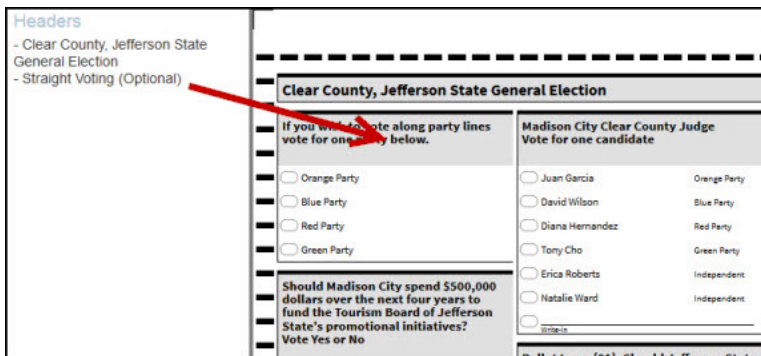 Headers
- Clear County, Jefferson State
General Election
- Straight Voting (Optional)
Clear County, Jefferson State General Election
If you wish to vote along party lines
vote for one party below.
Orange Party
Blue Party
Red Party
Green Party
Should Madison City spend $500,000
dollars over the next four years to
fund the Tourism Board of Jefferson
State's promotional initiatives?
Vote Yes or No
Madison City Clear County Judge
Vote for one candidate
Juan Garcia Orange Party
David Wilson Blue Party
Diana Hernandez Red Party
Tony Cho Green Party
Erica Roberts Independent
Natalie Ward Independent
Write-in